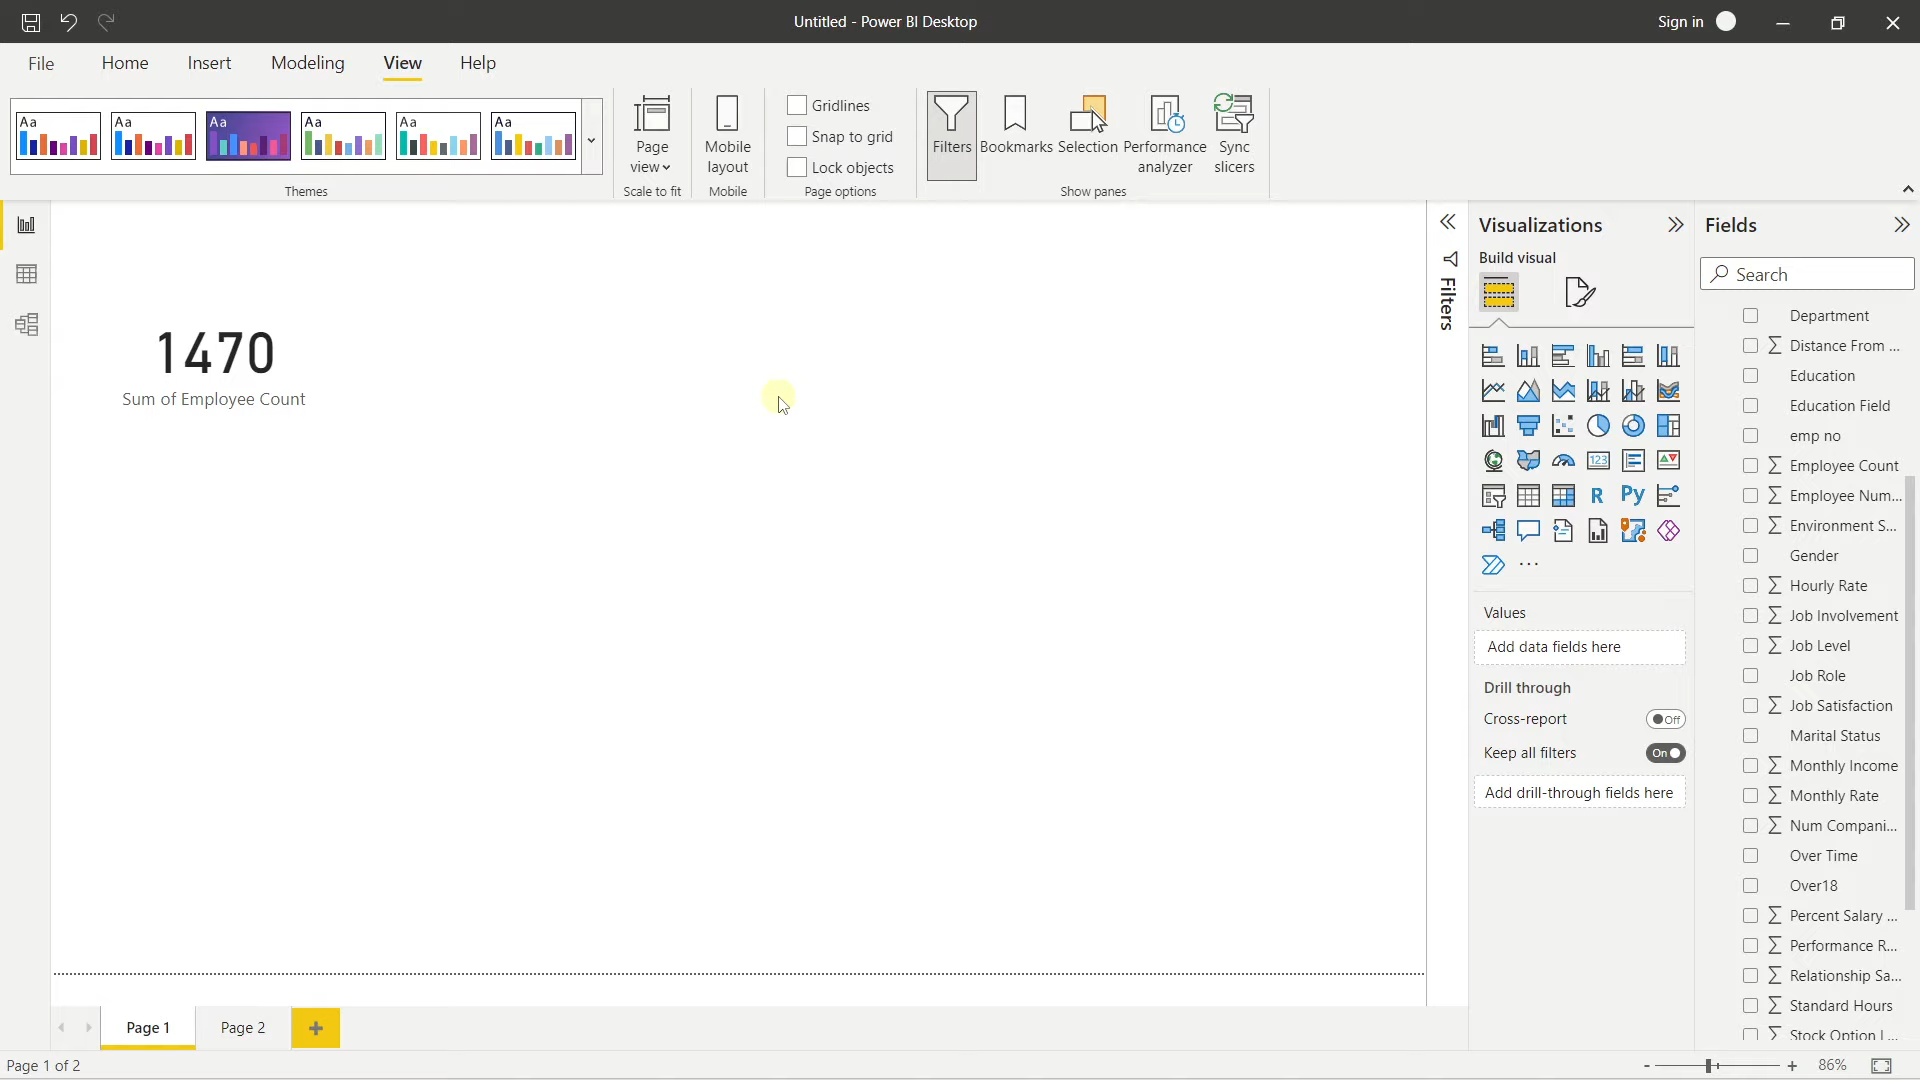 Untitled - Power BI Desktop
Sign in
File
Home
Insert
Modeling
View
Help
Aa
Aa
Aa
Aa
Aa
Aa
Page
view
Mobile
layout
Gridlines
Snap to grid
Lock objects
Filters
Bookmarks
Selection
Performance
analyzer
Sync
slicers
Themes
Scale to fit
Mobile
Page options
Show panes
1470
Sum of Employee Count
Filters
Visualizations
Build visual
123
R
Py
...
Values
Add data fields here
Drill through
Cross-report
Off
Keep all filters
On
Add drill-through fields here
Fields
Search
Department
Distance From ...
Education
Education Field
emp no
∑ Employee Count
∑ Employee Num...
∑ Environment S...
Gender
∑ Hourly Rate
∑ Job Involvement
∑ Job Level
Job Role
∑ Job Satisfaction
Marital Status
∑ Monthly Income
∑ Monthly Rate
∑ Num Compani...
Over Time
Over18
∑ Percent Salary ...
∑ Performance R...
∑ Relationship Sa...
∑ Standard Hours
∑ Stock Option L...
Page 1
Page 2
+
Page 1 of 2
- + 86%